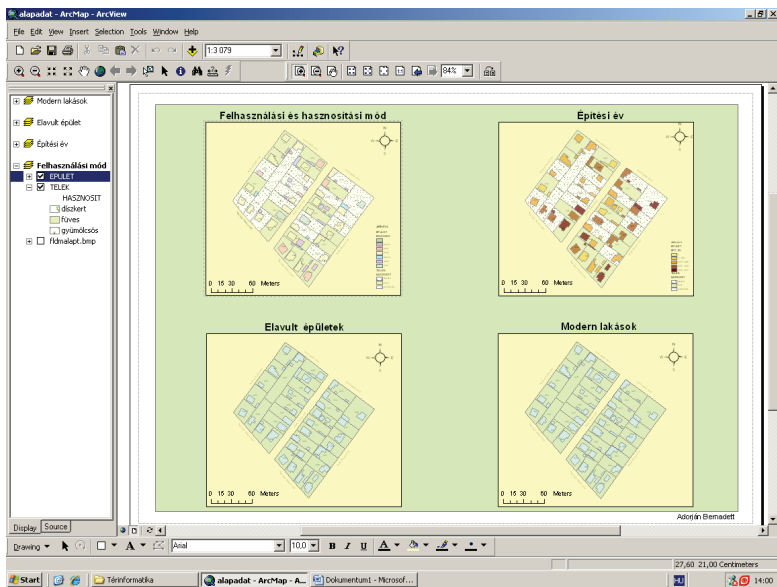 alapadat - ArcMap - ArcView
File Edit View Insert Selection Tools Window Help
1:3 079
84%
Modern lakások
Elavult épület
Építési év
Felhasználási mód
EPULET
TELEK
HASZNOSIT
díszkert
füves
gyümölcsös
fldmalapt.bmp
Felhasználási és hasznosítási mód
0 15 30 60 Meters
Építési év
0 15 30 60 Meters
Elavult épületek
0 15 30 60 Meters
Modern lakások
0 15 30 60 Meters
Adorján Bernadett
Display Source
Drawing A Arial 10,0 B I U A
27,60 21,00 Centimeters
Start Térinformatika alapadat - ArcMap - A... Dokumentum1 - Microsof... HU 14:00